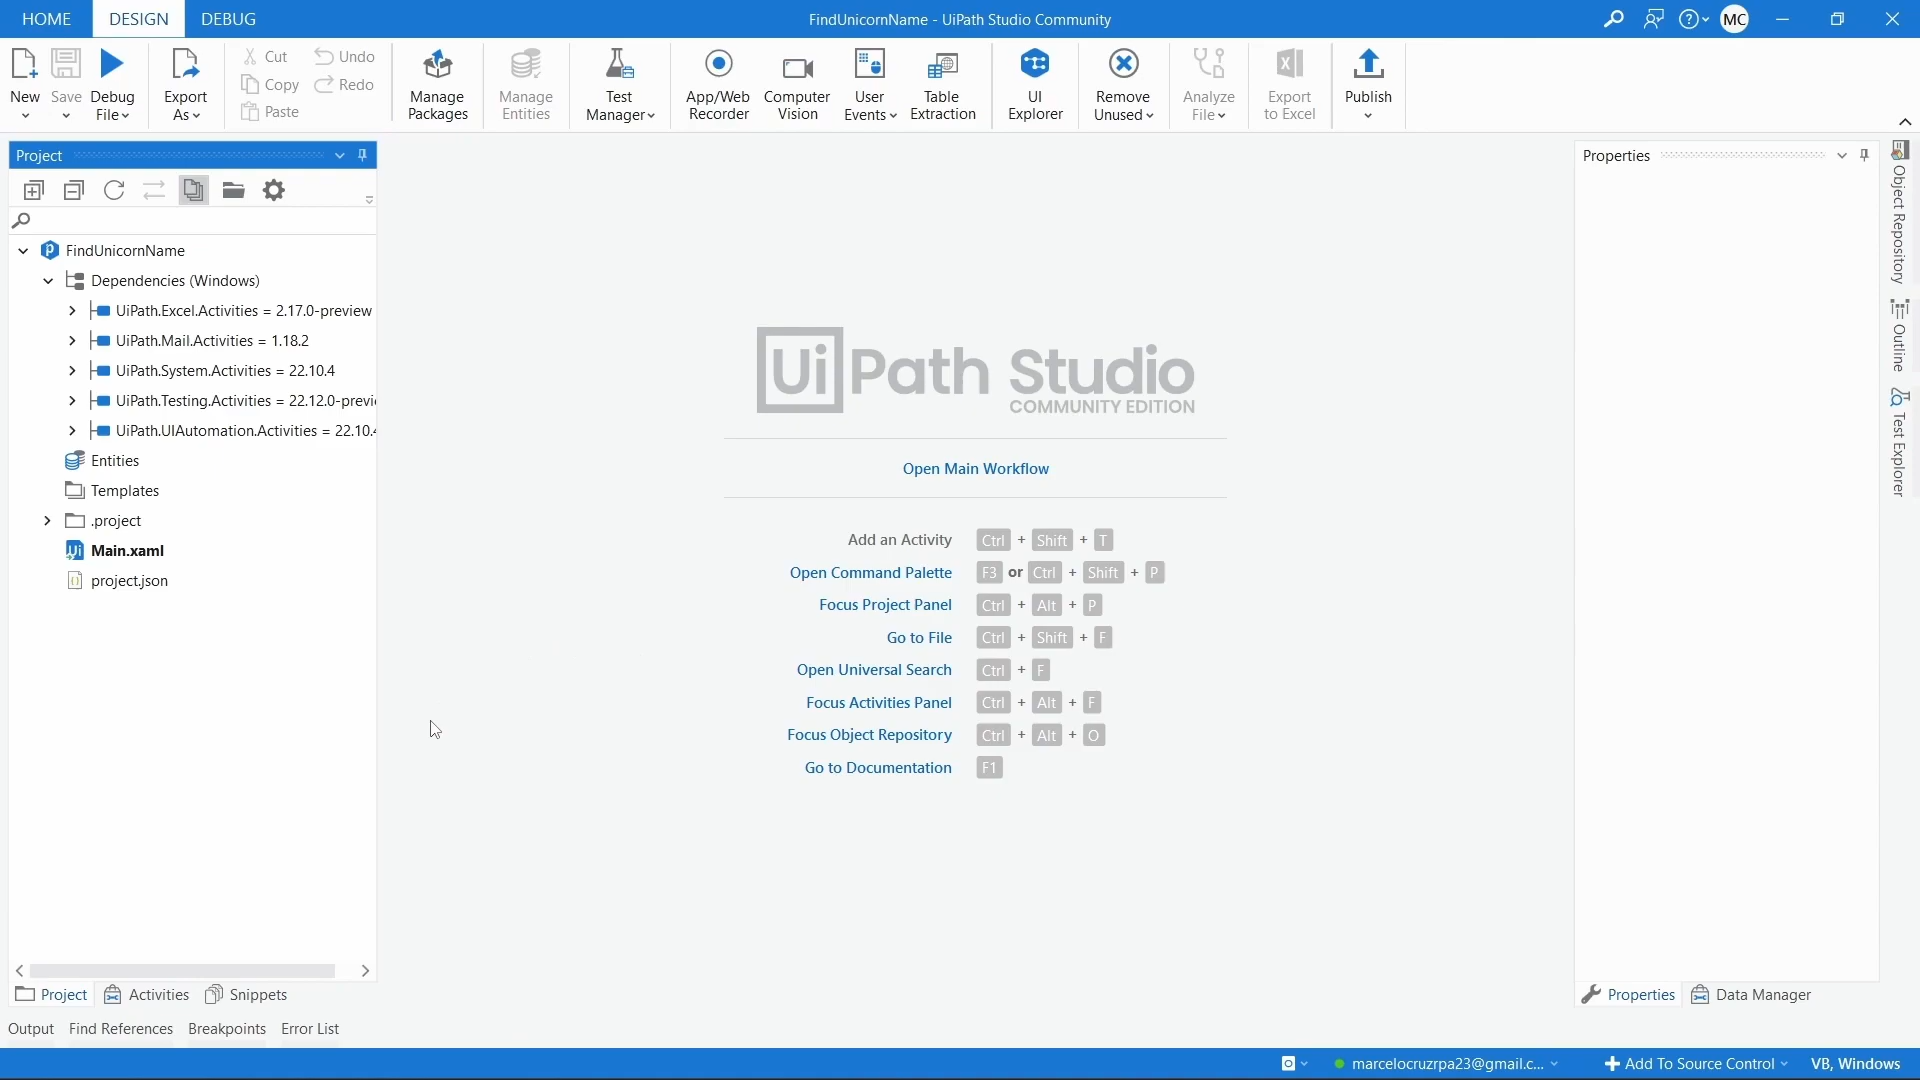 HOME
DESIGN
DEBUG
FindUnicornName - UiPath Studio Community
MC
New
Save
Debug
File
Export
As
Cut
Copy
Paste
Undo
Redo
Manage
Packages
Manage
Entities
Test
Manager
App/Web
Recorder
Computer
Vision
User
Events
Table
Extraction
UI
Explorer
Remove
Unused
Analyze
File
Export
to Excel
Publish
Project
FindUnicornName
Dependencies (Windows)
UiPath.Excel.Activities = 2.17.0-preview
UiPath.Mail.Activities = 1.18.2
UiPath.System.Activities = 22.10.4
UiPath.Testing.Activities = 22.12.0-previe
UiPath.UIAutomation.Activities = 22.10.4
Entities
Templates
.project
Main.xaml
project.json
UiPath Studio
COMMUNITY EDITION
Open Main Workflow
Add an Activity Ctrl + Shift + T
Open Command Palette F3 or Ctrl + Shift + P
Focus Project Panel Ctrl + Alt + P
Go to File Ctrl + Shift + F
Open Universal Search Ctrl + F
Focus Activities Panel Ctrl + Alt + F
Focus Object Repository Ctrl + Alt + O
Go to Documentation F1
Properties
Object Repository
Outline
Test Explorer
Project
Activities
Snippets
Properties
Data Manager
Output
Find References
Breakpoints
Error List
marcelocruzrpa23@gmail.c...
Add To Source Control
VB, Windows